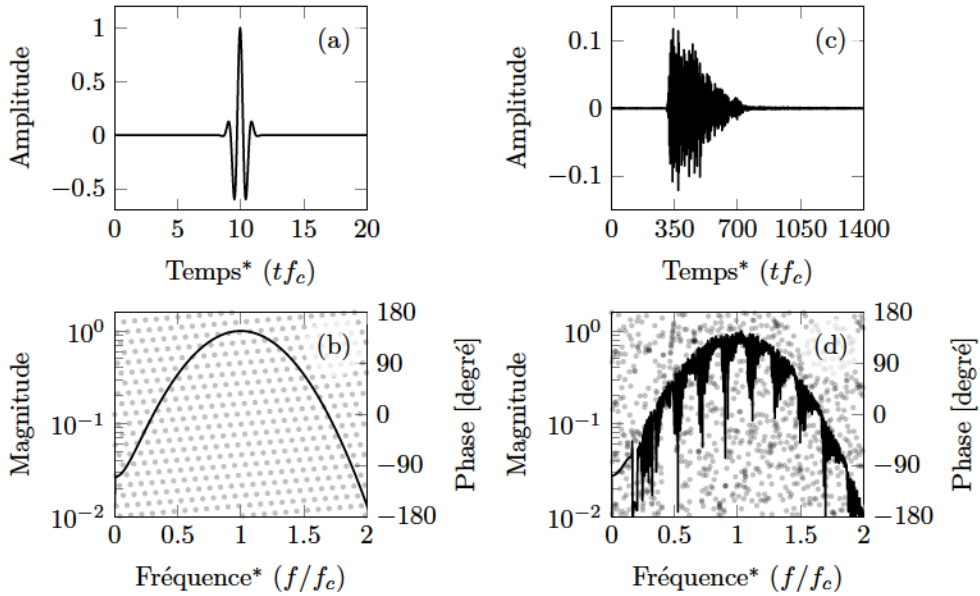 (a)
Amplitude
1
0.5
0
−0.5
0 5 10 15 20
Temps* (tf_c)
(c)
Amplitude
0.1
0
−0.1
0 350 700 1050 1400
Temps* (tf_c)
(b)
Magnitude
10^0
10^−1
10^−2
0 0.5 1 1.5 2
Fréquence* (f/f_c)
180
90
0
−90
−180
Phase [degré]
(d)
Magnitude
10^0
10^−1
10^−2
0 0.5 1 1.5 2
Fréquence* (f/f_c)
180
90
0
−90
−180
Phase [degré]